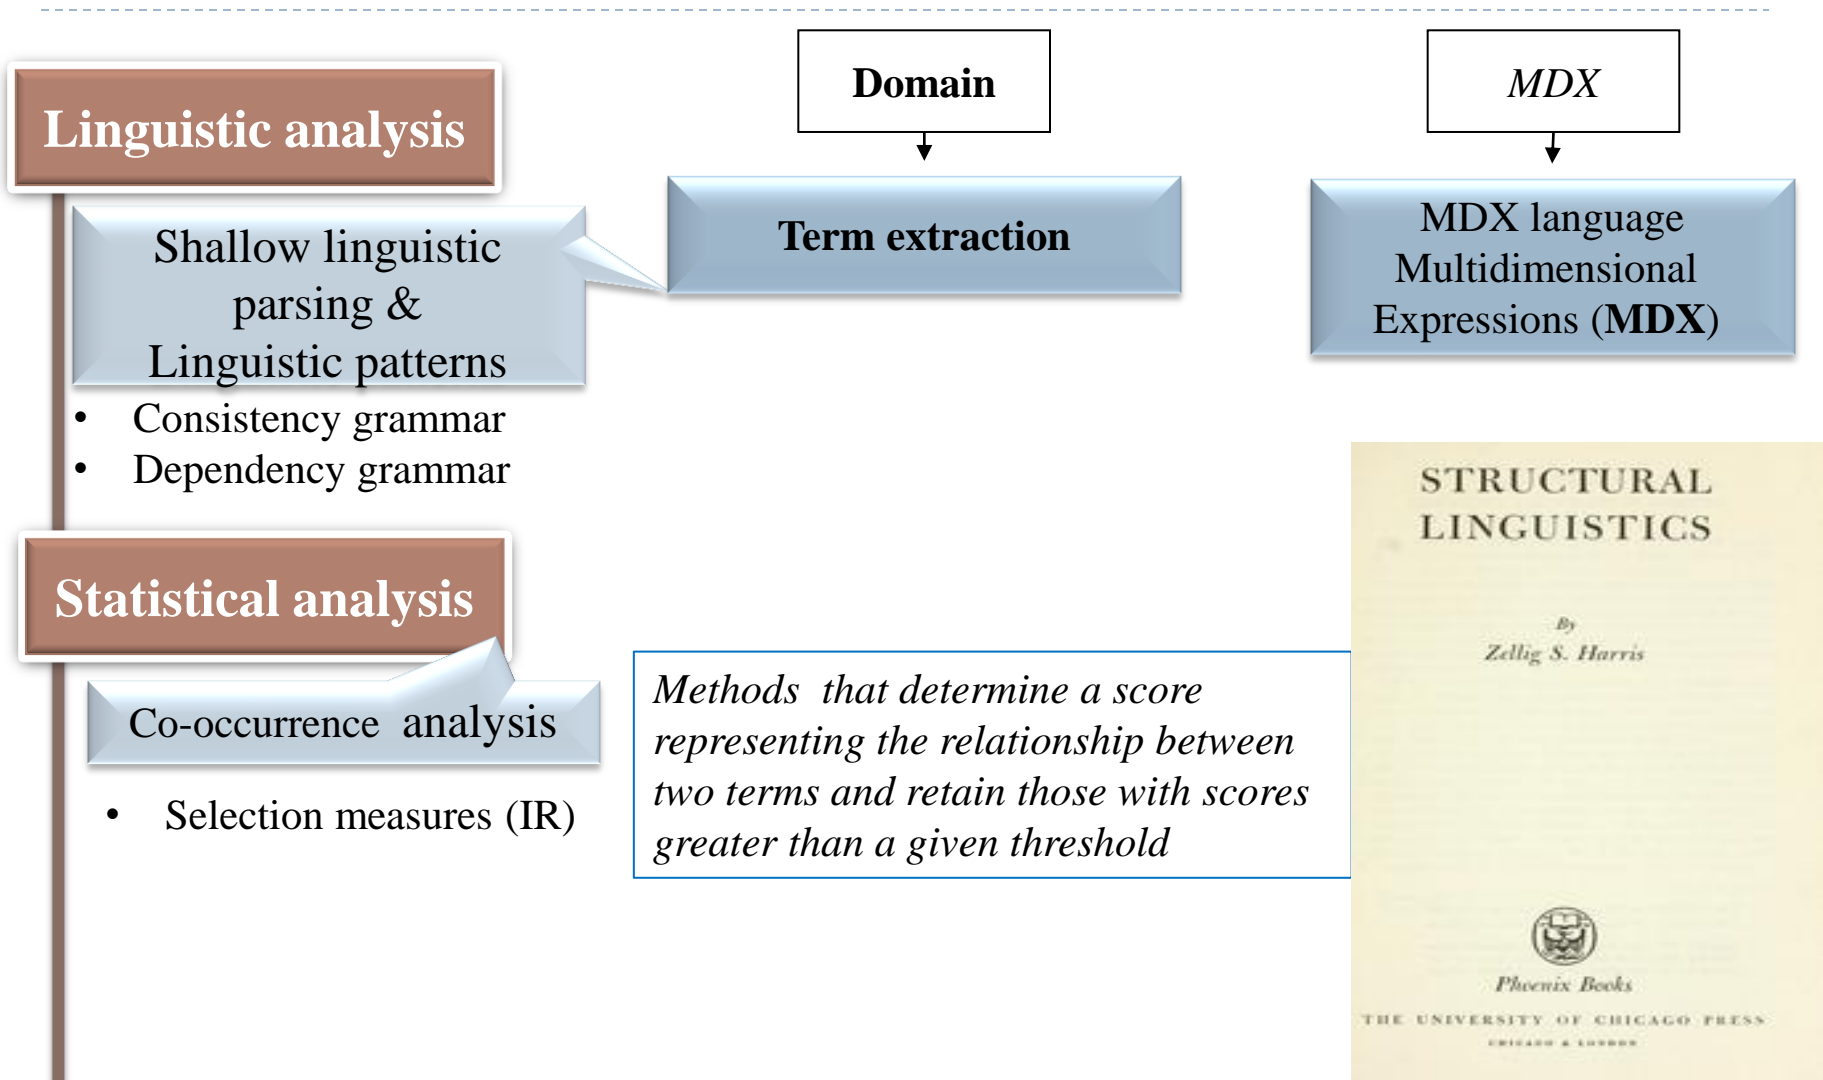 Domain
MDX
Linguistic analysis
Term extraction
MDX language
Multidimensional
Expressions (MDX)
Shallow linguistic
parsing &
Linguistic patterns
• Consistency grammar
• Dependency grammar
Statistical analysis
Co-occurrence analysis
• Selection measures (IR)
Methods that determine a score
representing the relationship between
two terms and retain those with scores
greater than a given threshold
STRUCTURAL
LINGUISTICS
By
Zellig S. Harris
Phoenix Books
THE UNIVERSITY OF CHICAGO PRESS
CHICAGO & LONDON